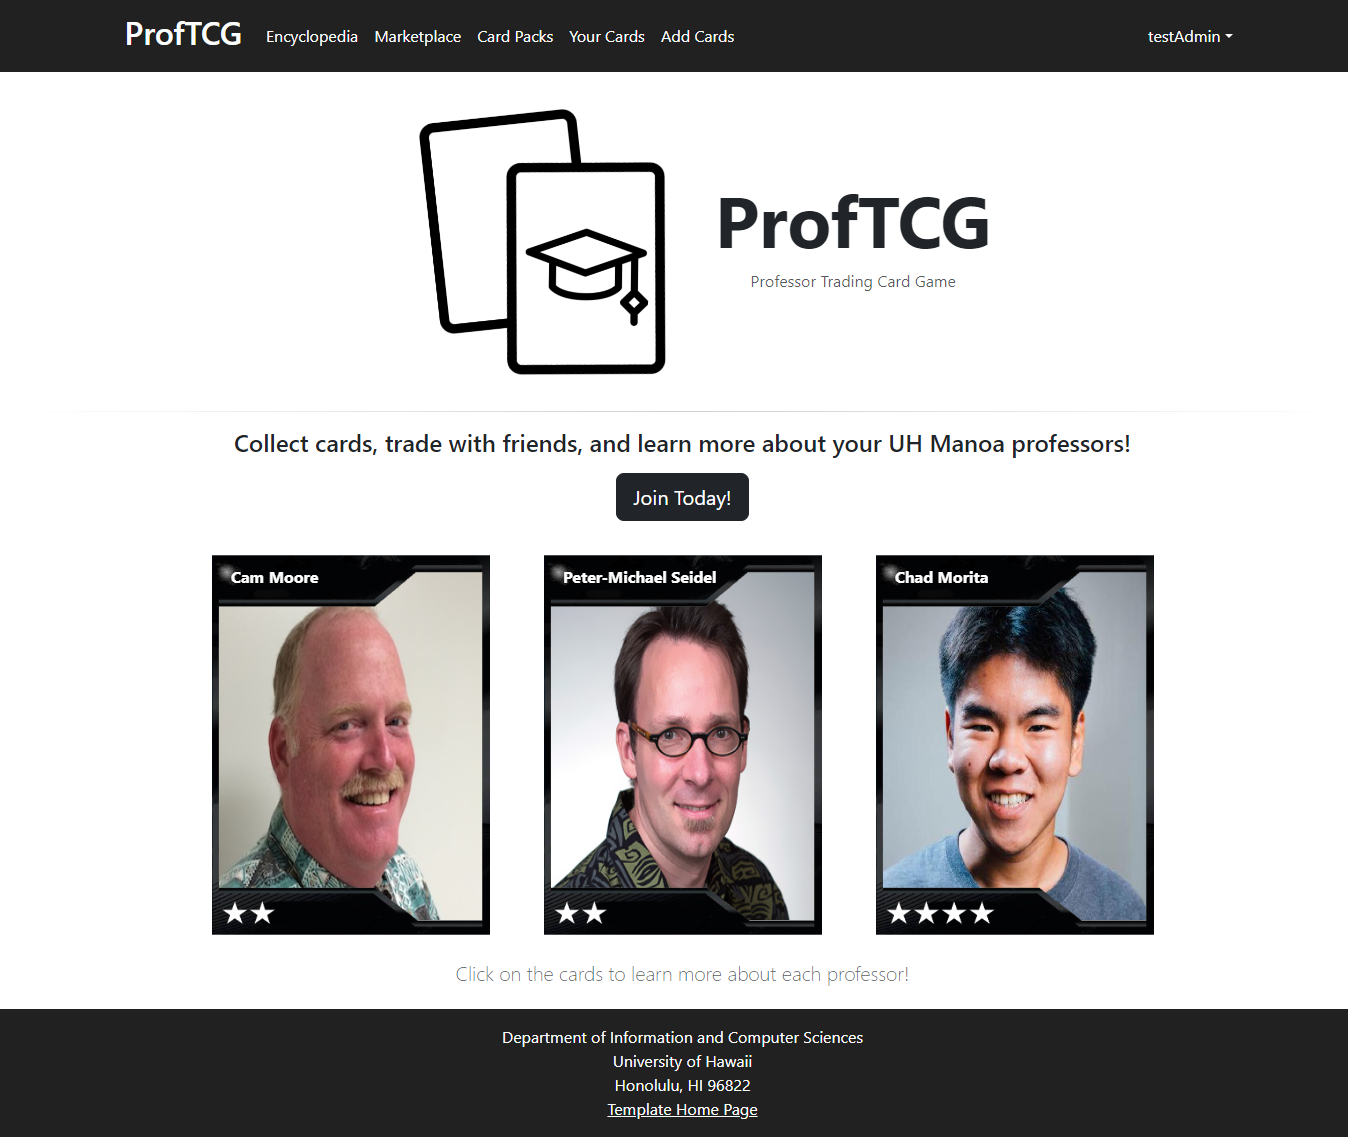 ProfTCG Encyclopedia Marketplace Card Packs Your Cards Add Cards testAdmin
ProfTCG
Professor Trading Card Game
Collect cards, trade with friends, and learn more about your UH Manoa professors!
Join Today!
Cam Moore
Peter-Michael Seidel
Chad Morita
Click on the cards to learn more about each professor!
Department of Information and Computer Sciences
University of Hawaii
Honolulu, HI 96822
Template Home Page